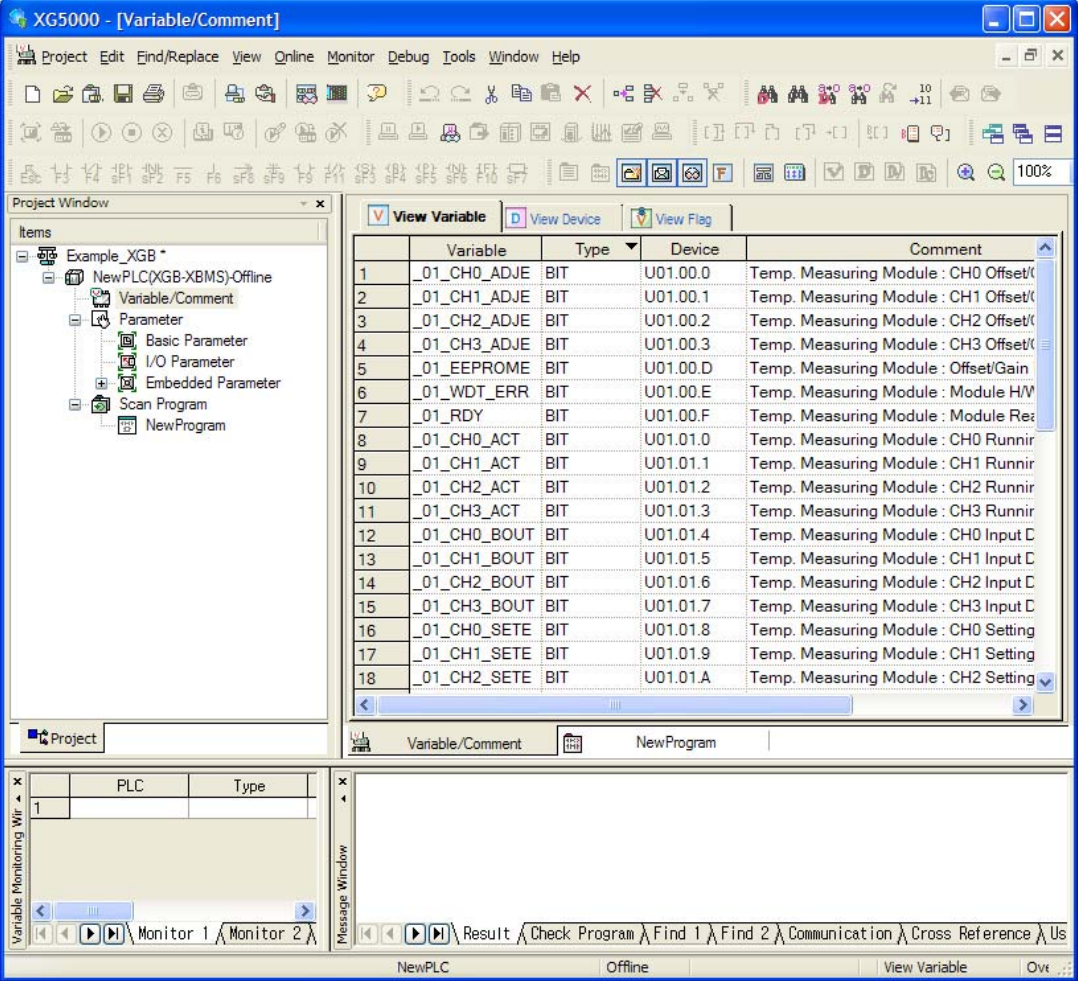 XG5000 - [Variable/Comment]
Project Edit Find/Replace View Online Monitor Debug Tools Window Help
100%
Project Window
Items
Example_XGB *
NewPLC(XGB-XBMS)-Offline
Variable/Comment
Parameter
Basic Parameter
I/O Parameter
Embedded Parameter
Scan Program
NewProgram
Project
View Variable View Device View Flag
Variable Type Device Comment
1 _01_CH0_ADJE BIT U01.00.0 Temp. Measuring Module : CH0 Offset/
2 _01_CH1_ADJE BIT U01.00.1 Temp. Measuring Module : CH1 Offset/
3 _01_CH2_ADJE BIT U01.00.2 Temp. Measuring Module : CH2 Offset/
4 _01_CH3_ADJE BIT U01.00.3 Temp. Measuring Module : CH3 Offset/
5 _01_EEPROME BIT U01.00.D Temp. Measuring Module : Offset/Gain
6 _01_WDT_ERR BIT U01.00.E Temp. Measuring Module : Module H/W
7 _01_RDY BIT U01.00.F Temp. Measuring Module : Module Rea
8 _01_CH0_ACT BIT U01.01.0 Temp. Measuring Module : CH0 Runnin
9 _01_CH1_ACT BIT U01.01.1 Temp. Measuring Module : CH1 Runnin
10 _01_CH2_ACT BIT U01.01.2 Temp. Measuring Module : CH2 Runnin
11 _01_CH3_ACT BIT U01.01.3 Temp. Measuring Module : CH3 Runnin
12 _01_CH0_BOUT BIT U01.01.4 Temp. Measuring Module : CH0 Input D
13 _01_CH1_BOUT BIT U01.01.5 Temp. Measuring Module : CH1 Input D
14 _01_CH2_BOUT BIT U01.01.6 Temp. Measuring Module : CH2 Input D
15 _01_CH3_BOUT BIT U01.01.7 Temp. Measuring Module : CH3 Input D
16 _01_CH0_SETE BIT U01.01.8 Temp. Measuring Module : CH0 Setting
17 _01_CH1_SETE BIT U01.01.9 Temp. Measuring Module : CH1 Setting
18 _01_CH2_SETE BIT U01.01.A Temp. Measuring Module : CH2 Setting
Variable/Comment NewProgram
Variable Monitoring Wir
PLC Type
1
Monitor 1 Monitor 2
Message Window
Result Check Program Find 1 Find 2 Communication Cross Reference Us
NewPLC Offline View Variable Ove